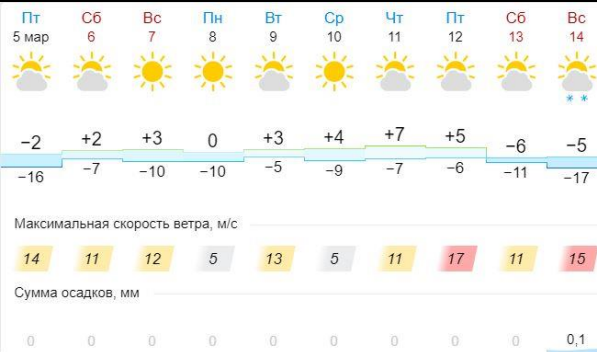 Пт Сб Вс Пн Вт Ср Чт Пт Сб Вс
5 мар 6 7 8 9 10 11 12 13 14
−2 +2 +3 0 +3 +4 +7 +5 −6 −5
−16 −7 −10 −10 −5 −9 −7 −6 −11 −17
Максимальная скорость ветра, м/с
14 11 12 5 13 5 11 17 11 15
Сумма осадков, мм
0 0 0 0 0 0 0 0 0 0,1